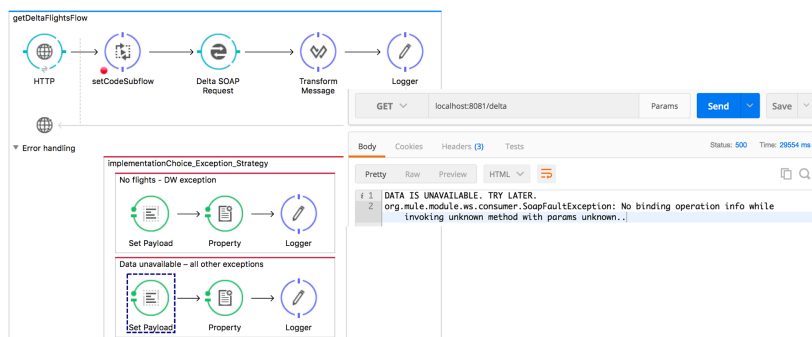 getDeltaFlightsFlow
HTTP
setCodeSubflow
Delta SOAP
Request
Transform
Message
Logger
GET
localhost:8081/delta
Params
Send
Save
Body
Cookies
Headers (3)
Tests
Status: 500
Time: 29554 ms
Pretty
Raw
Preview
HTML
i 1 DATA IS UNAVAILABLE. TRY LATER.
2 org.mule.module.ws.consumer.SoapFaultException: No binding operation info while
invoking unknown method with params unknown..
Error handling
implementationChoice_Exception_Strategy
No flights - DW exception
Set Payload
Property
Logger
Data unavailable – all other exceptions
Set Payload
Property
Logger